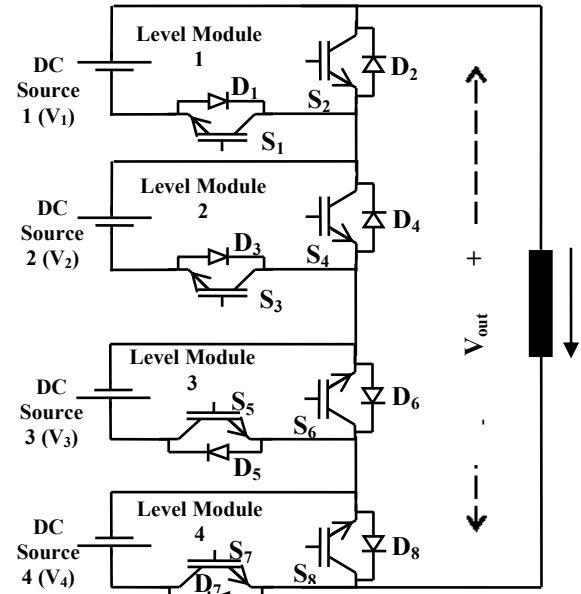 Level Module
1
DC
Source
1 (V₁)
D₁
S₁
S₂
D₂
Level Module
2
DC
Source
2 (V₂)
D₃
S₃
S₄
D₄
Level Module
3
DC
Source
3 (V₃)
S₅
D₅
S₆
D₆
Level Module
4
DC
Source
4 (V₄)
S₇
D₇
S₈
D₈
+
Vout
-